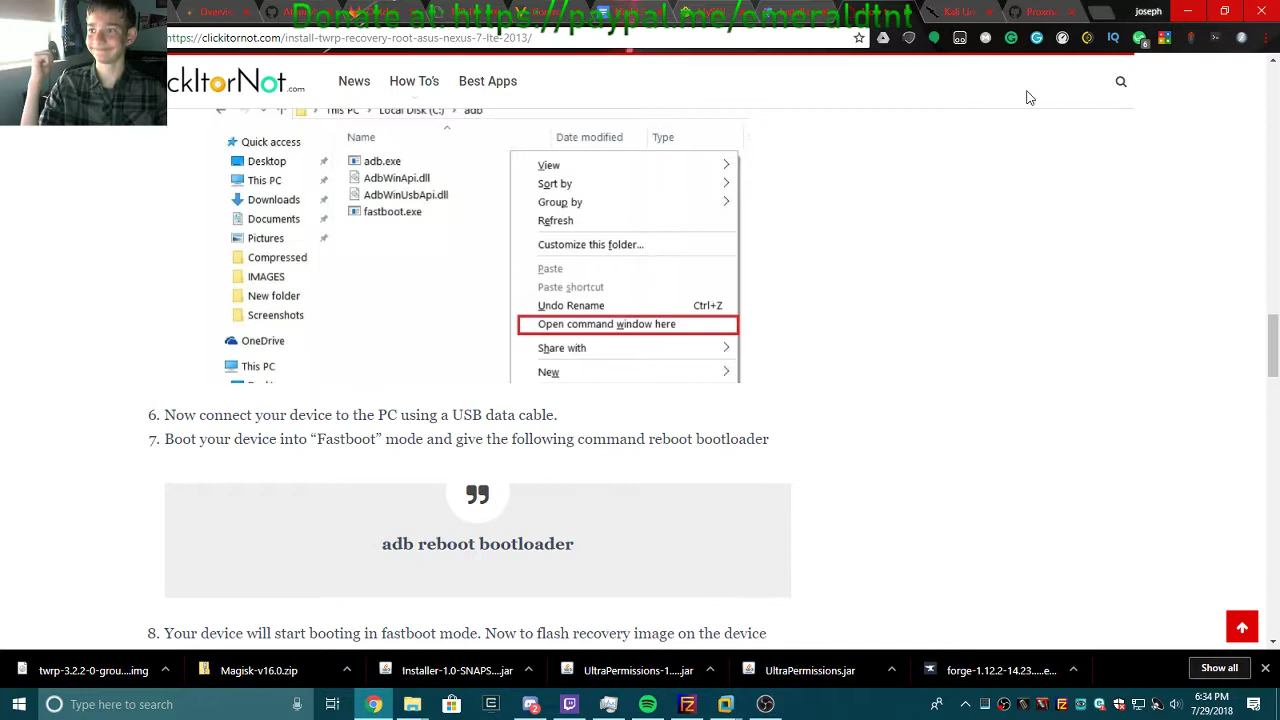 Donate at https://paypal.me/emeraldtnt
joseph
https://clickitornot.com/install-twrp-recovery-root-asus-nexus-7-lte-2013/
ckItorNot.com
News
How To's
Best Apps
This PC
Local Disk (C:)
adb
Name
Date modified
Type
Quick access
Desktop
This PC
Downloads
Documents
Pictures
Compressed
IMAGES
New folder
Screenshots
OneDrive
This PC
adb.exe
AdbWinApi.dll
AdbWinUsbApi.dll
fastboot.exe
View
Sort by
Group by
Refresh
Customize this folder...
Paste
Paste shortcut
Undo Rename Ctrl+Z
Open command window here
Share with
New
6. Now connect your device to the PC using a USB data cable.
7. Boot your device into “Fastboot” mode and give the following command reboot bootloader
adb reboot bootloader
8. Your device will start booting in fastboot mode. Now to flash recovery image on the device
twrp-3.2.2-0-grou....img
Magisk-v16.0.zip
Installer-1.0-SNAPS....jar
UltraPermissions-1....jar
UltraPermissions.jar
forge-1.12.2-14.23.....e...
Show all
Type here to search
6:34 PM
7/29/2018